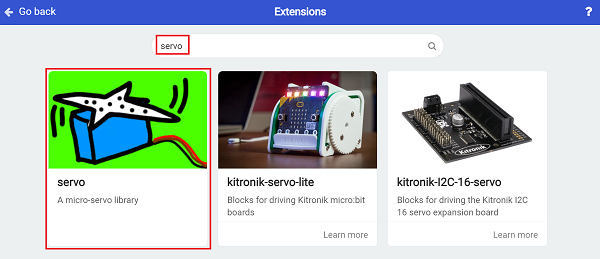 Go back
Extensions
?
servo
servo
A micro-servo library
kitronik-servo-lite
Blocks for driving Kitronik micro:bit
boards
Learn more
Kitronik
kitronik-I2C-16-servo
Blocks for driving the Kitronik I2C
16 servo expansion board
Learn more